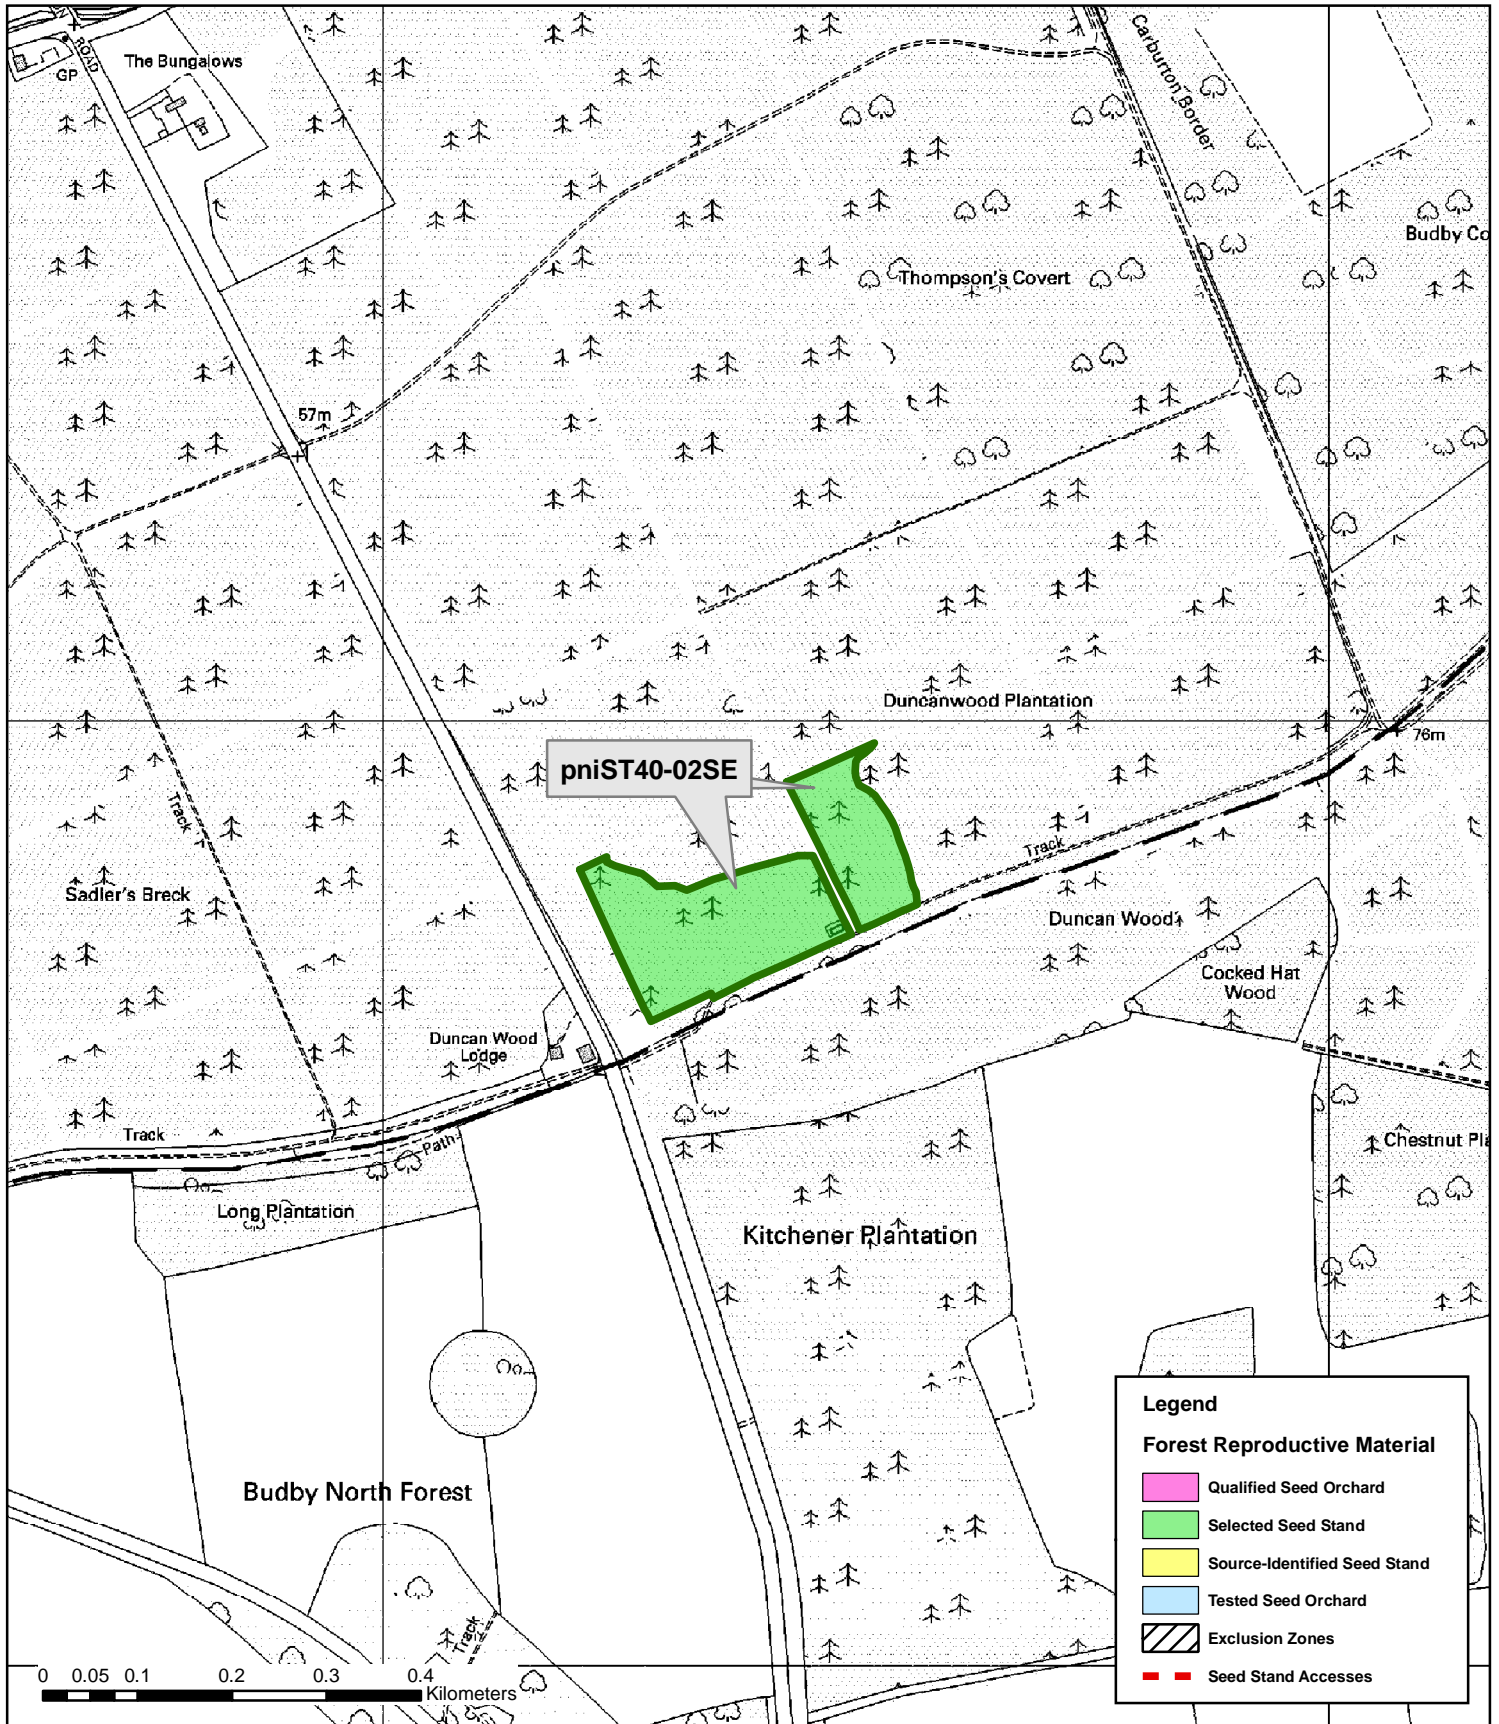 ROAD
GP
The Bungalows
Carburton Border
Budby Co
Thompson's Covert
57m
Duncanwood Plantation
76m
pniST40-02SE
Track
Track
Sadler's Breck
Duncan Wood
Cocked Hat
Wood
Duncan Wood
Lodge
Track
Path
Chestnut Pla
Long Plantation
Kitchener Plantation
Budby North Forest
Track
Legend
Forest Reproductive Material
Qualified Seed Orchard
Selected Seed Stand
Source-Identified Seed Stand
Tested Seed Orchard
Exclusion Zones
Seed Stand Accesses
0 0.05 0.1 0.2 0.3 0.4
Kilometers